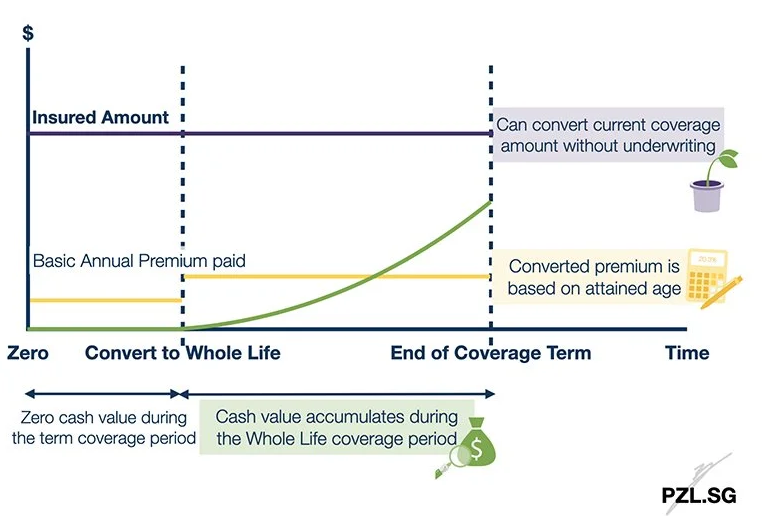 $
Insured Amount
Can convert current coverage
amount without underwriting
Basic Annual Premium paid
Converted premium is
based on attained age
Zero
Convert to Whole Life
End of Coverage Term
Time
Zero cash value during
the term coverage period
Cash value accumulates during
the Whole Life coverage period
$
PZL.SG